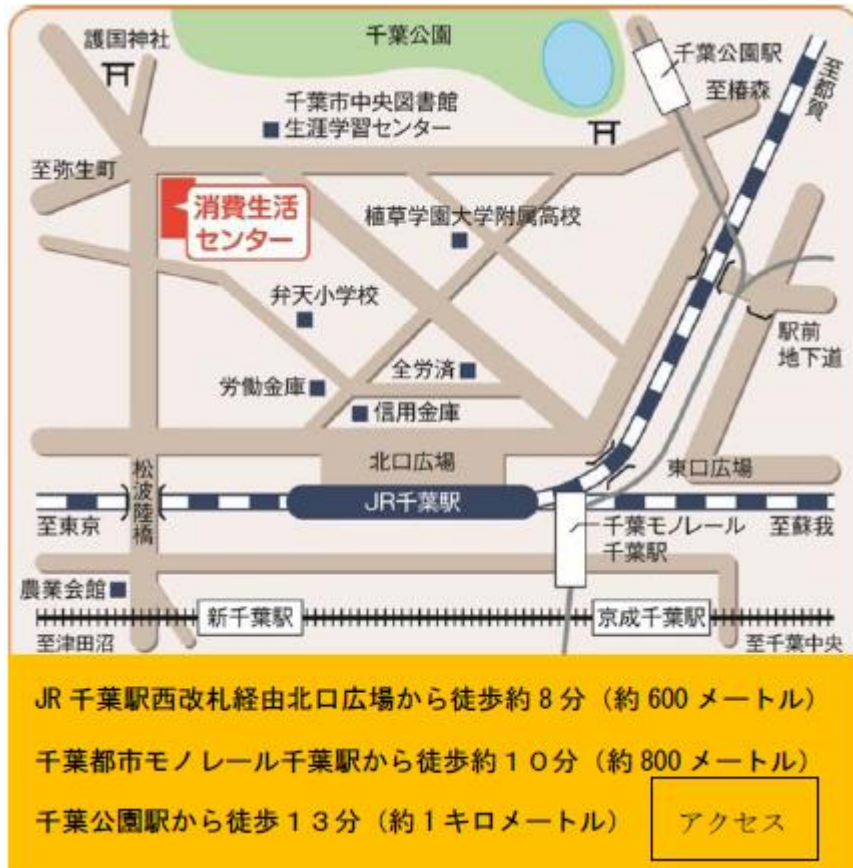 護国神社
千葉公園
千葉公園駅
至都賀
至椿森
千葉市中央図書館
生涯学習センター
至弥生町
消費生活
センター
植草学園大学附属高校
弁天小学校
駅前
地下道
全労済
労働金庫
信用金庫
北口広場
東口広場
松波陸橋
JR千葉駅
至東京
千葉モノレール
千葉駅
至蘇我
農業会館
新千葉駅
京成千葉駅
至津田沼
至千葉中央
JR 千葉駅西改札経由北口広場から徒歩約 8 分（約 600 メートル）
千葉都市モノレール千葉駅から徒歩約１０分（約 800 メートル）
千葉公園駅から徒歩１３分（約 1 キロメートル）
アクセス